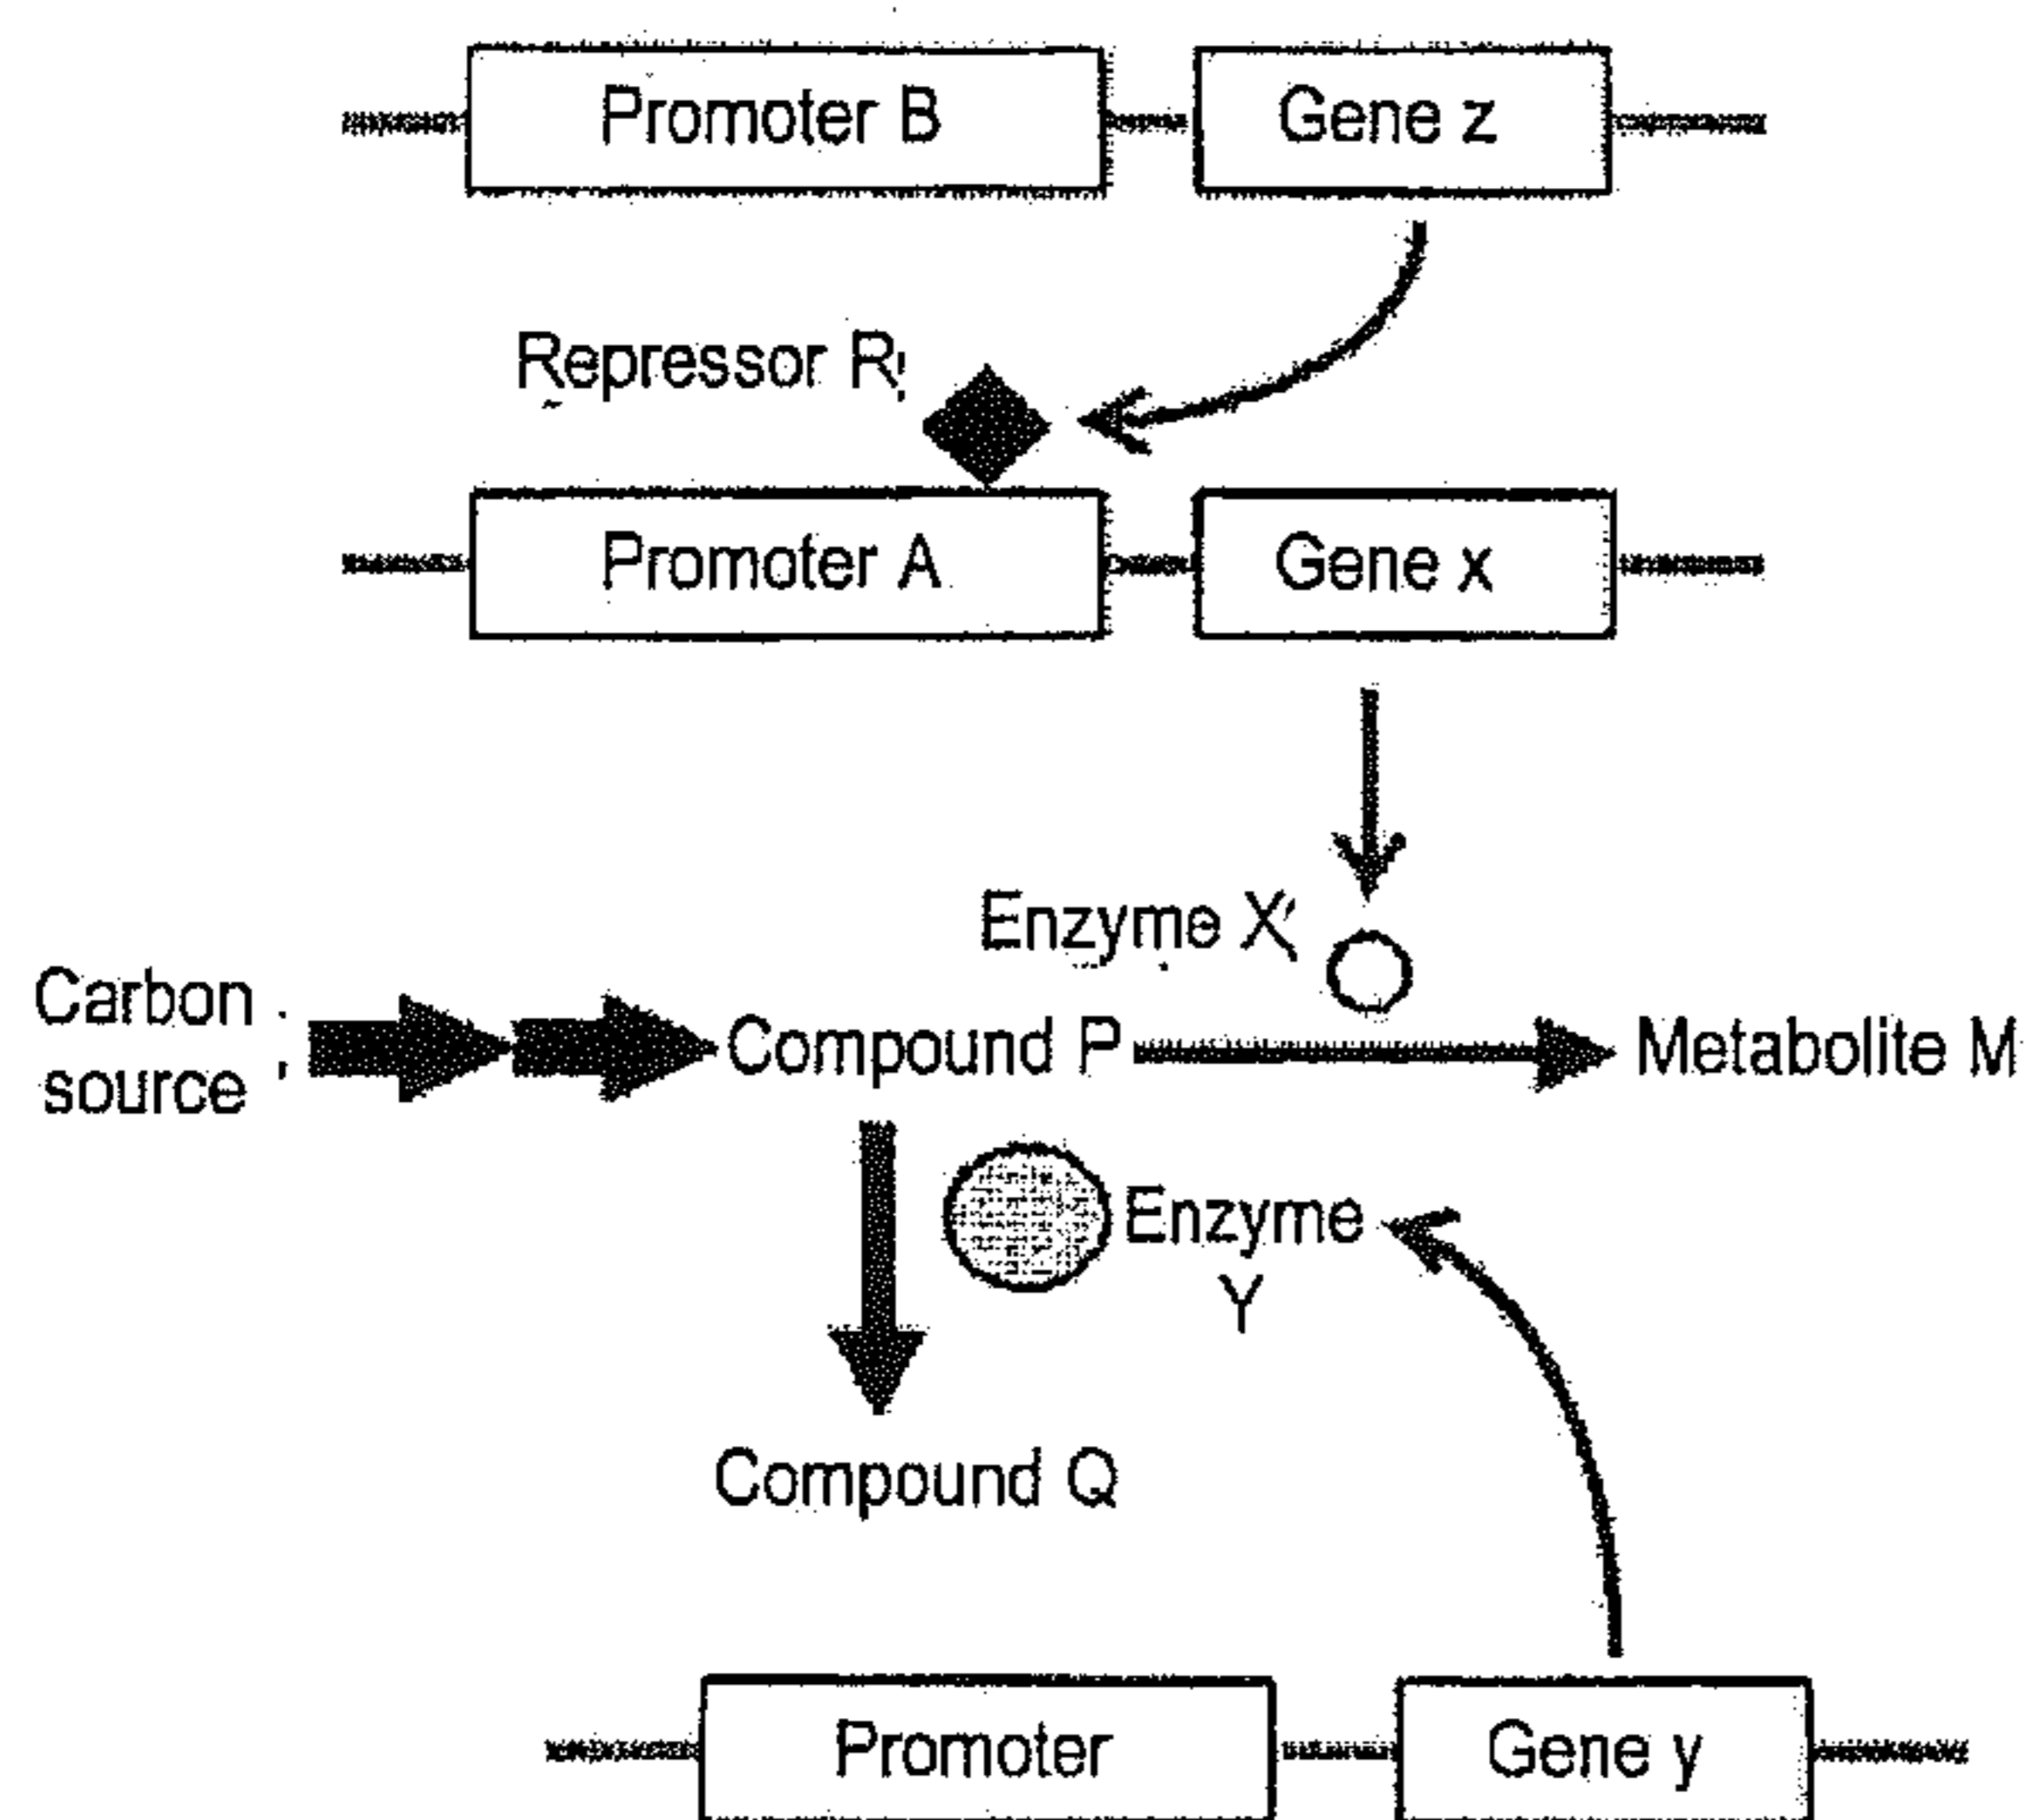 Promoter B
Gene z
Repressor R
Promoter A
Gene x
Enzyme X
Carbon
source
Compound P
Metabolite M
Enzyme
Y
Compound Q
Promoter
Gene y